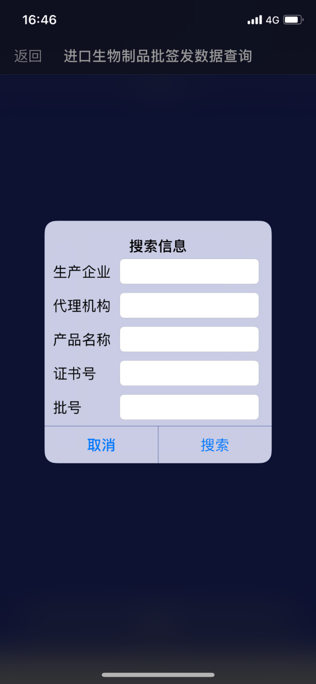 16:46
4G
返回
进口生物制品批签发数据查询
搜索信息
生产企业
代理机构
产品名称
证书号
批号
取消
搜索